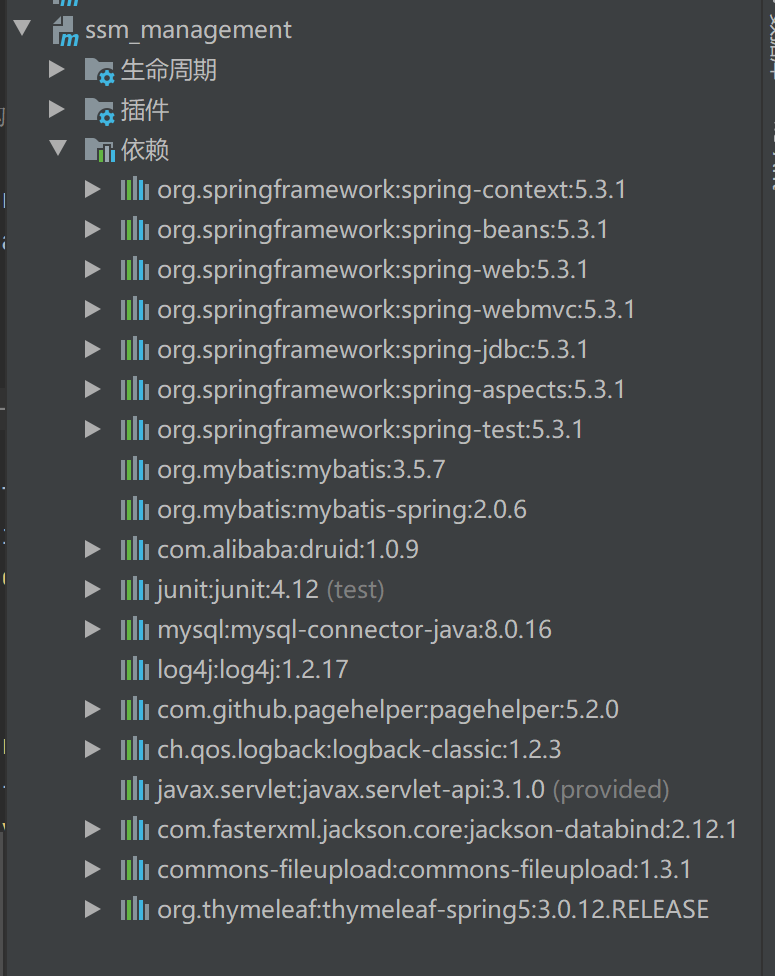 ssm_management
生命周期
插件
依赖
org.springframework:spring-context:5.3.1
org.springframework:spring-beans:5.3.1
org.springframework:spring-web:5.3.1
org.springframework:spring-webmvc:5.3.1
org.springframework:spring-jdbc:5.3.1
org.springframework:spring-aspects:5.3.1
org.springframework:spring-test:5.3.1
org.mybatis:mybatis:3.5.7
org.mybatis:mybatis-spring:2.0.6
com.alibaba:druid:1.0.9
junit:junit:4.12 (test)
mysql:mysql-connector-java:8.0.16
log4j:log4j:1.2.17
com.github.pagehelper:pagehelper:5.2.0
ch.qos.logback:logback-classic:1.2.3
javax.servlet:javax.servlet-api:3.1.0 (provided)
com.fasterxml.jackson.core:jackson-databind:2.12.1
commons-fileupload:commons-fileupload:1.3.1
org.thymeleaf:thymeleaf-spring5:3.0.12.RELEASE